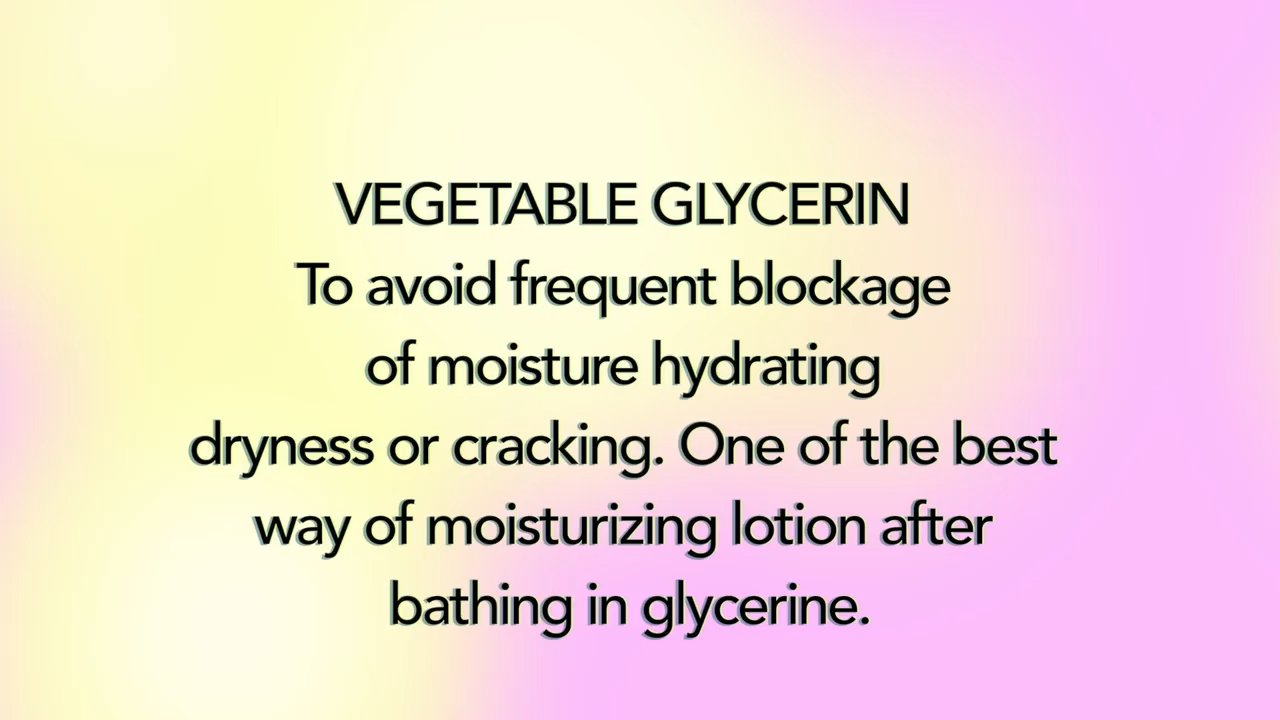 VEGETABLE GLYCERIN
To avoid frequent blockage
of moisture hydrating
dryness or cracking. One of the best
way of moisturizing lotion after
bathing in glycerine.